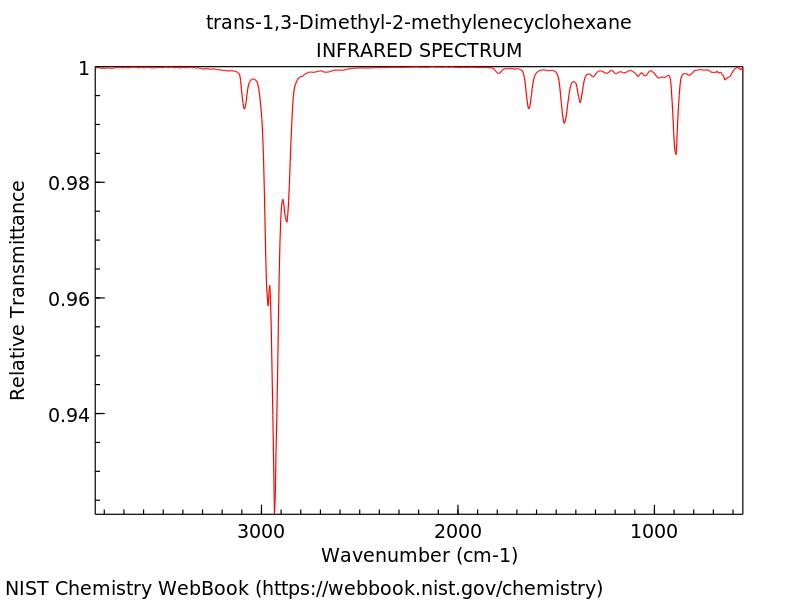 trans-1,3-Dimethyl-2-methylenecyclohexane
INFRARED SPECTRUM
1
0.98
0.96
0.94
Relative Transmittance
3000
2000
1000
Wavenumber (cm-1)
NIST Chemistry WebBook (https://webbook.nist.gov/chemistry)